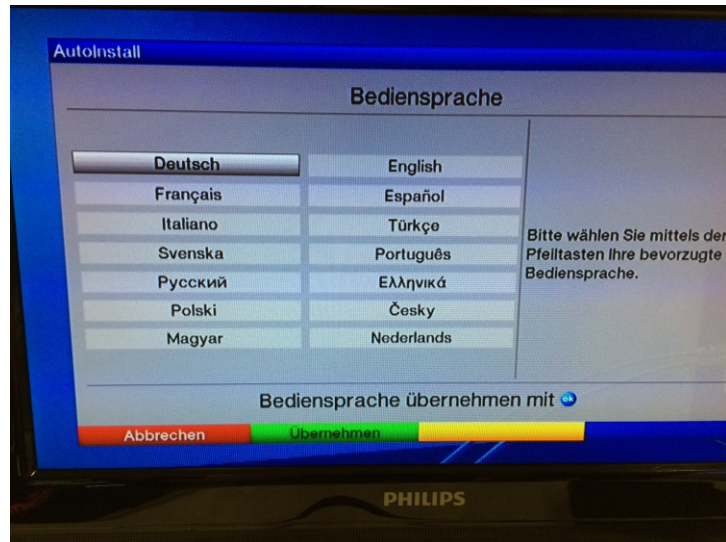 AutoInstall
Bediensprache
Deutsch
English
Français
Español
Italiano
Türkçe
Svenska
Português
Русский
Ελληνικά
Polski
Česky
Magyar
Nederlands
Bitte wählen Sie mittels der
Pfeiltasten Ihre bevorzugte
Bediensprache.
Bediensprache übernehmen mit ok
Abbrechen
Übernehmen
PHILIPS